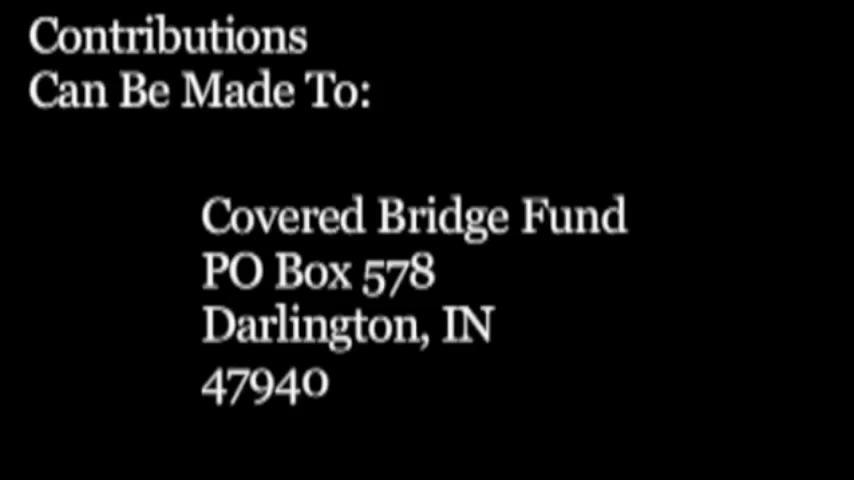 Contributions
Can Be Made To:
Covered Bridge Fund
PO Box 578
Darlington, IN
47940